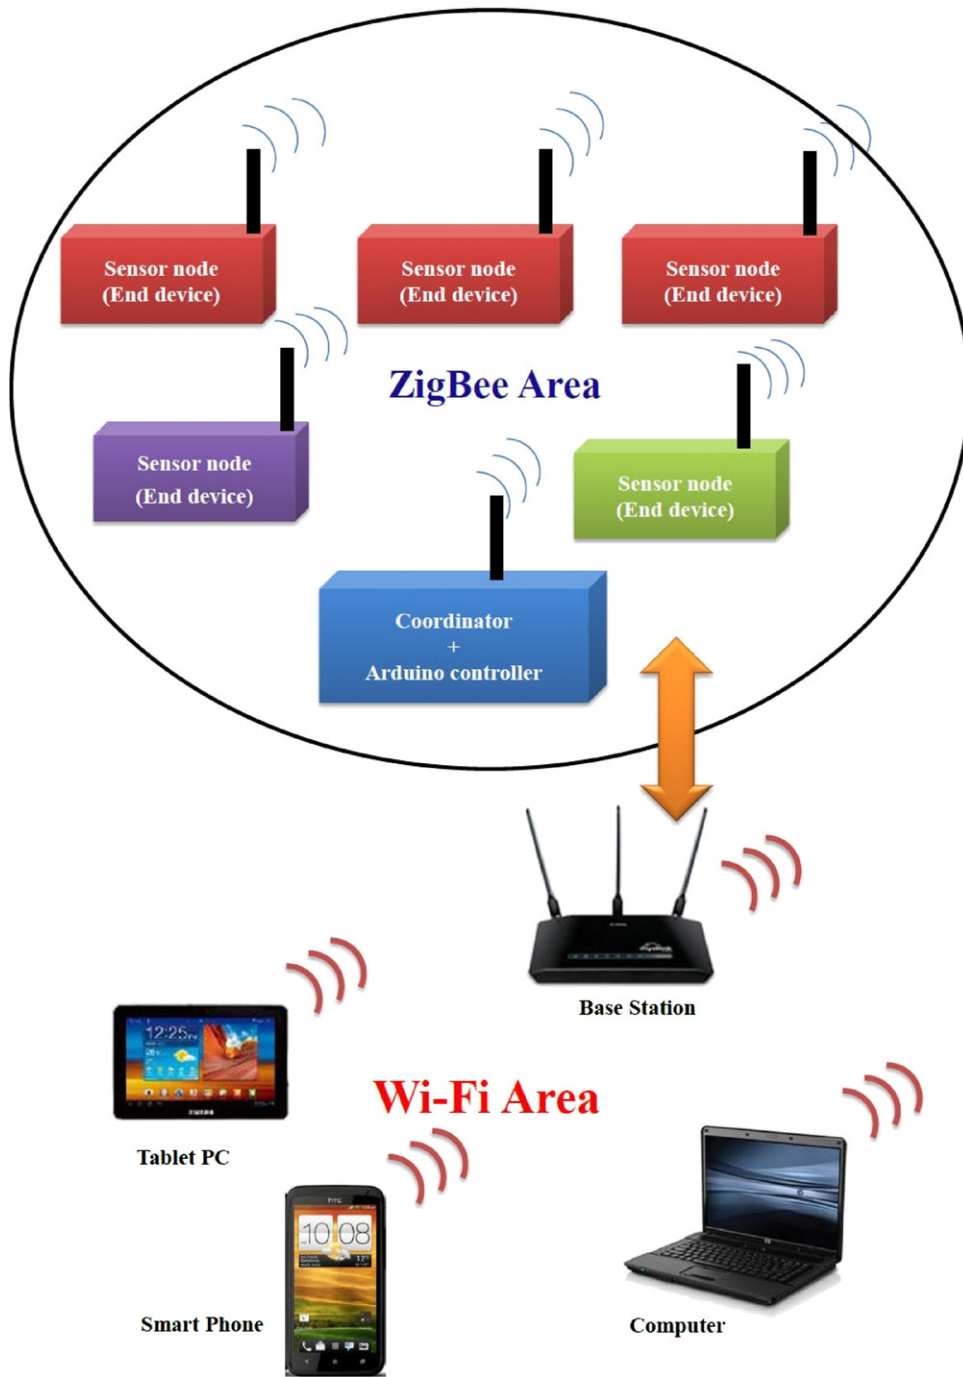 Sensor node
(End device)
Sensor node
(End device)
Sensor node
(End device)
ZigBee Area
Sensor node
(End device)
Sensor node
(End device)
Coordinator
+
Arduino controller
Base Station
12:25
SAMSUNG
Tablet PC
Wi-Fi Area
hTC
10 08
Smart Phone
Computer